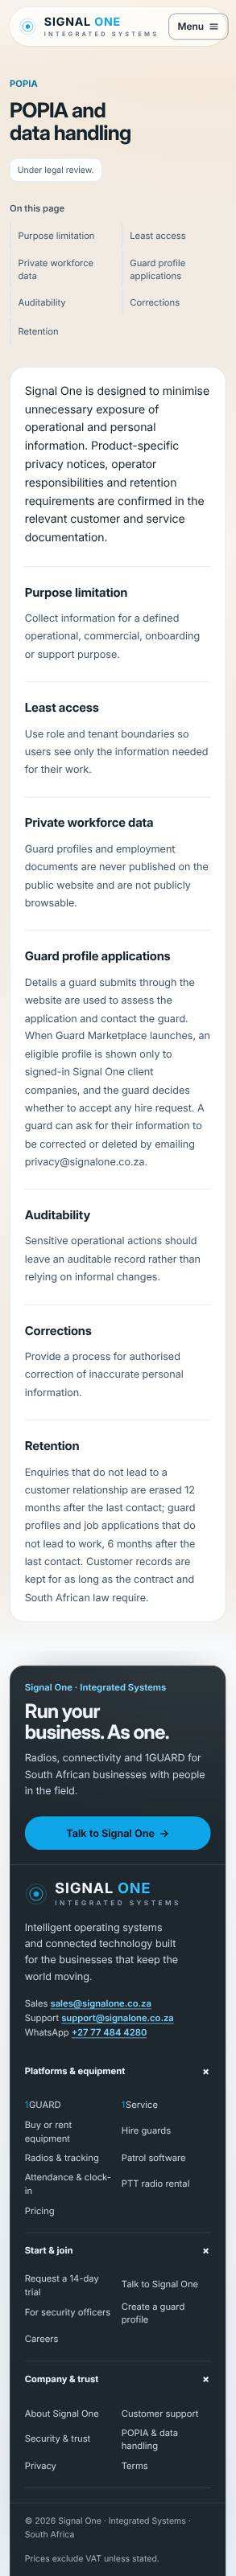 SIGNAL ONE
INTEGRATED SYSTEMS
Menu
POPIA
POPIA and
data handling
Under legal review.
On this page
Purpose limitation
Least access
Private workforce
data
Guard profile
applications
Auditability
Corrections
Retention
Signal One is designed to minimise
unnecessary exposure of
operational and personal
information. Product-specific
privacy notices, operator
responsibilities and retention
requirements are confirmed in the
relevant customer and service
documentation.
Purpose limitation
Collect information for a defined
operational, commercial, onboarding
or support purpose.
Least access
Use role and tenant boundaries so
users see only the information needed
for their work.
Private workforce data
Guard profiles and employment
documents are never published on the
public website and are not publicly
browsable.
Guard profile applications
Details a guard submits through the
website are used to assess the
application and contact the guard.
When Guard Marketplace launches, an
eligible profile is shown only to
signed-in Signal One client
companies, and the guard decides
whether to accept any hire request. A
guard can ask for their information to
be corrected or deleted by emailing
privacy@signalone.co.za.
Auditability
Sensitive operational actions should
leave an auditable record rather than
relying on informal changes.
Corrections
Provide a process for authorised
correction of inaccurate personal
information.
Retention
Enquiries that do not lead to a
customer relationship are erased 12
months after the last contact; guard
profiles and job applications that do
not lead to work, 6 months after the
last contact. Customer records are
kept for as long as the contract and
South African law require.
Signal One · Integrated Systems
Run your
business. As one.
Radios, connectivity and 1GUARD for
South African businesses with people
in the field.
Talk to Signal One →
SIGNAL ONE
INTEGRATED SYSTEMS
Intelligent operating systems
and connected technology built
for the businesses that keep the
world moving.
Sales sales@signalone.co.za
Support support@signalone.co.za
WhatsApp +27 77 484 4280
Platforms & equipment ×
1GUARD
1Service
Buy or rent
equipment
Hire guards
Radios & tracking
Patrol software
Attendance & clock-
in
PTT radio rental
Pricing
Start & join ×
Request a 14-day
trial
Talk to Signal One
For security officers
Create a guard
profile
Careers
Company & trust ×
About Signal One
Customer support
Security & trust
POPIA & data
handling
Privacy
Terms
© 2026 Signal One · Integrated Systems ·
South Africa
Prices exclude VAT unless stated.